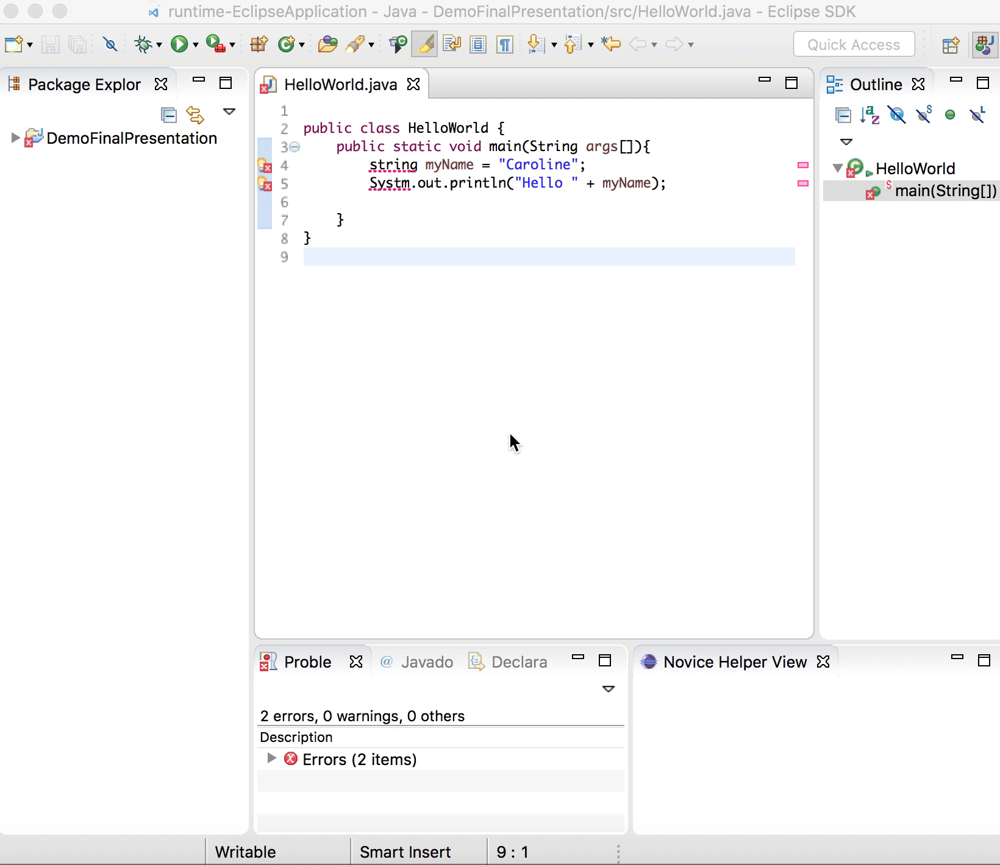 runtime-EclipseApplication - Java - DemoFinalPresentation/src/HelloWorld.java - Eclipse SDK
Quick Access
Package Explor
DemoFinalPresentation
HelloWorld.java
1
2 public class HelloWorld {
3 public static void main(String args[]){
4 string myName = "Caroline";
5 Systm.out.println("Hello " + myName);
6
7 }
8 }
9
Outline
HelloWorld
main(String[])
Proble
@ Javado
Declara
2 errors, 0 warnings, 0 others
Description
Errors (2 items)
Novice Helper View
Writable
Smart Insert
9 : 1